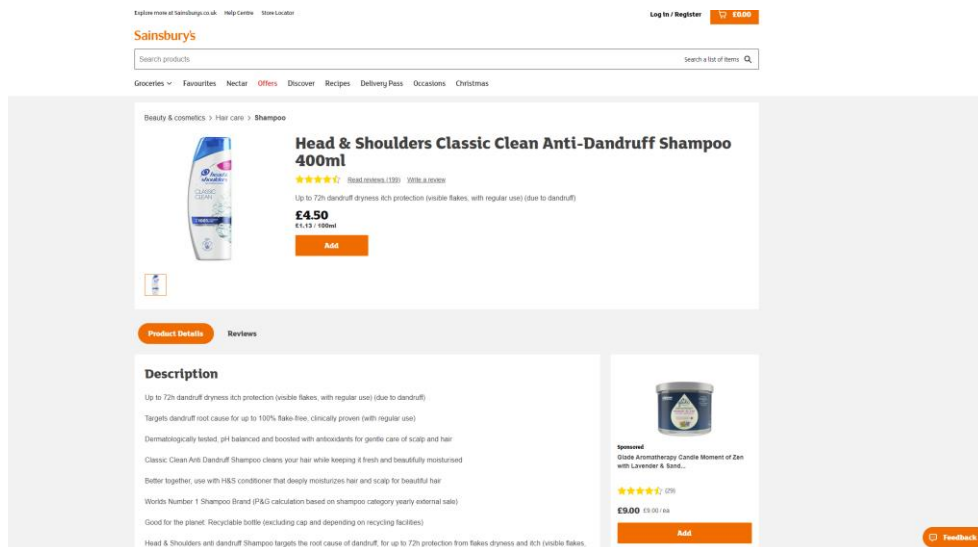 Explore more at Sainsburys.co.uk Help Centre Store Locator
Log in / Register £0.00
Sainsbury's
Search products Search a list of items
Groceries Favourites Nectar Offers Discover Recipes Delivery Pass Occasions Christmas
Beauty & cosmetics > Hair care > Shampoo
Head & Shoulders Classic Clean Anti-Dandruff Shampoo
400ml
Read reviews (199) Write a review
Up to 72h dandruff dryness itch protection (visible flakes, with regular use) (due to dandruff)
£4.50
£1.13 / 100ml
Add
head &
shoulders
CLASSIC
CLEAN
Product Details Reviews
Description
Up to 72h dandruff dryness itch protection (visible flakes, with regular use) (due to dandruff)
Targets dandruff root cause for up to 100% flake-free, clinically proven (with regular use)
Dermatologically tested, pH balanced and boosted with antioxidants for gentle care of scalp and hair
Classic Clean Anti Dandruff Shampoo cleans your hair while keeping it fresh and beautifully moisturised
Better together, use with H&S conditioner that deeply moisturizes hair and scalp for beautiful hair
Worlds Number 1 Shampoo Brand (P&G calculation based on shampoo category yearly external sale)
Good for the planet: Recyclable bottle (excluding cap and depending on recycling facilities)
Head & Shoulders anti dandruff Shampoo targets the root cause of dandruff, for up to 72h protection from flakes dryness and itch (visible flakes,
Sponsored
Glade Aromatherapy Candle Moment of Zen
with Lavender & Sand...
(29)
£9.00 £9.00 / ea
Add
Feedback